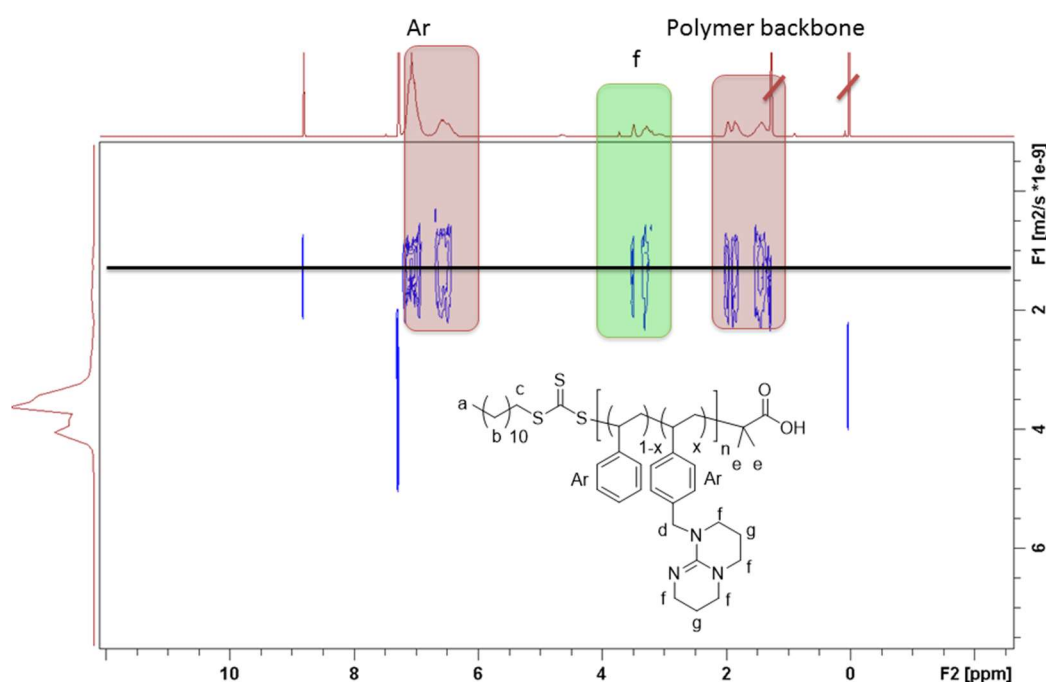 Ar
f
Polymer backbone
F1 [m2/s *1e-9]
2
4
6
a
b
10
c
S
S
S
1-x
x
n
e
e
O
OH
Ar
Ar
d
N
f
g
f
N
N
f
f
g
10
8
6
4
2
0
F2 [ppm]